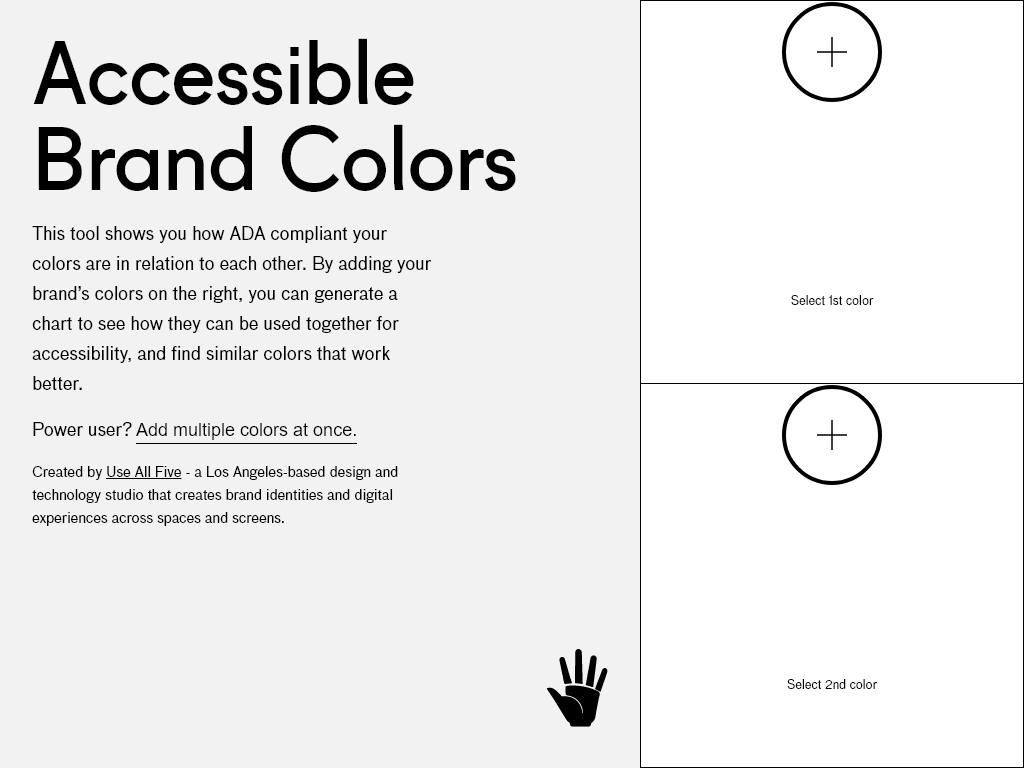 Accessible
Brand Colors
This tool shows you how ADA compliant your
colors are in relation to each other. By adding your
brand’s colors on the right, you can generate a
chart to see how they can be used together for
accessibility, and find similar colors that work
better.
Power user? Add multiple colors at once.
Created by Use All Five - a Los Angeles-based design and
technology studio that creates brand identities and digital
experiences across spaces and screens.
Select 1st color
Select 2nd color